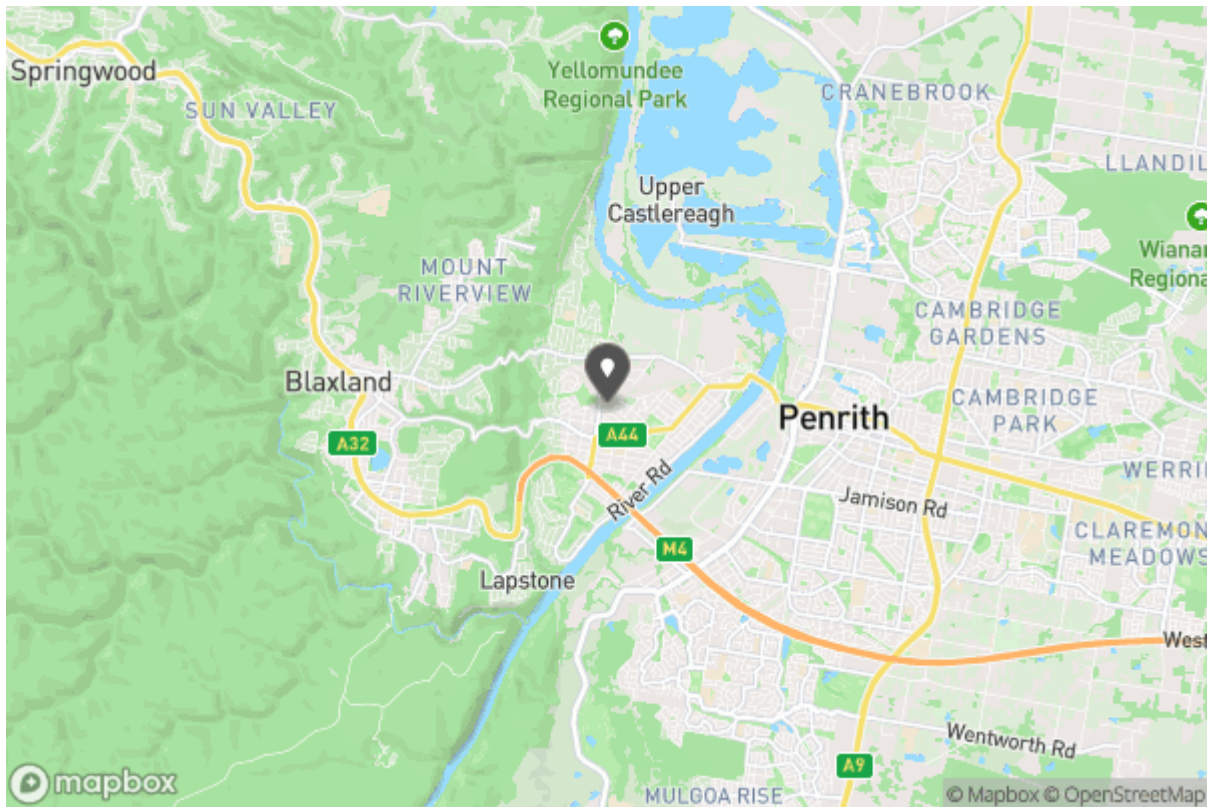 Springwood
SUN VALLEY
Yellomundee
Regional Park
CRANEBROOK
LLANDIL
Upper
Castlereagh
Wianar
Regiona
MOUNT
RIVERVIEW
CAMBRIDGE
GARDENS
Blaxland
A32
A44
Penrith
CAMBRIDGE
PARK
WERRI
River Rd
Jamison Rd
CLAREMON
MEADOWS
M4
Lapstone
West
Wentworth Rd
A9
MULGOA RISE
mapbox
© Mapbox © OpenStreetMap